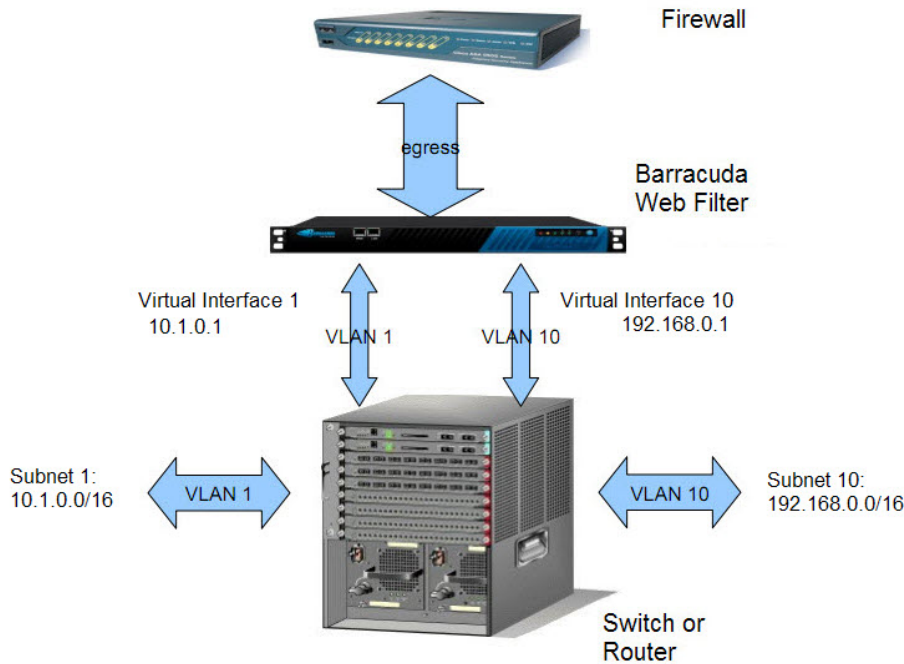 Firewall
egress
Barracuda
Web Filter
Virtual Interface 1
10.1.0.1
Virtual Interface 10
192.168.0.1
VLAN 1
VLAN 10
Subnet 1:
10.1.0.0/16
VLAN 1
VLAN 10
Subnet 10:
192.168.0.0/16
Switch or
Router